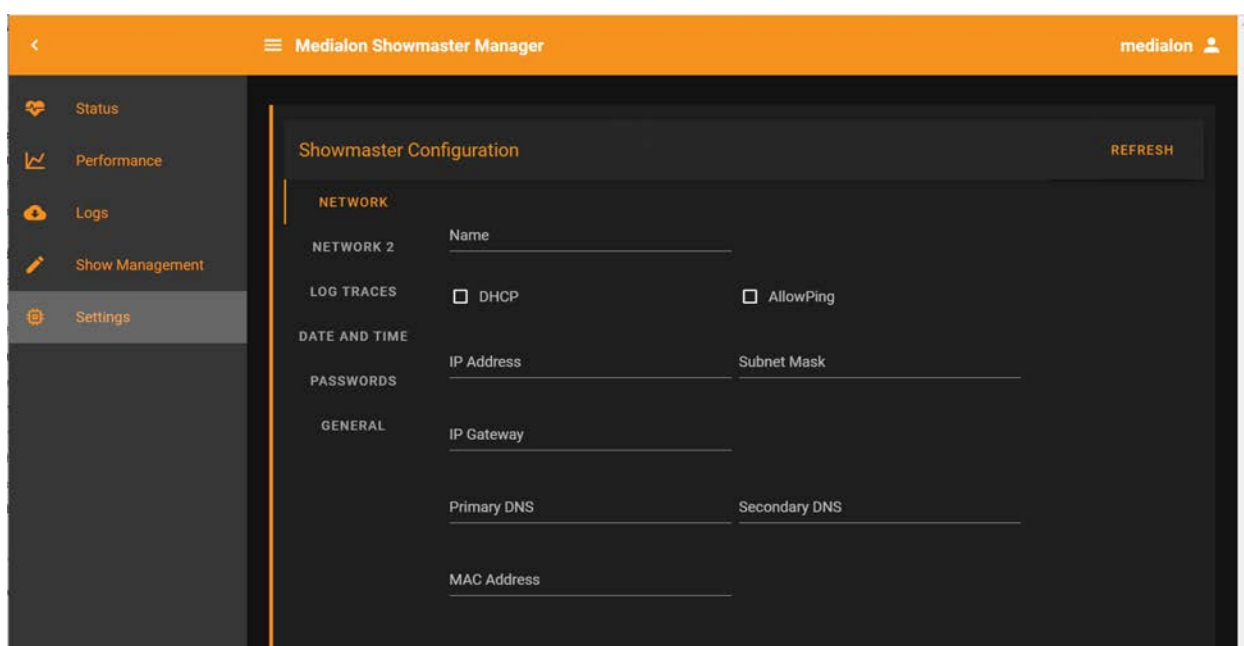 Medialon Showmaster Manager
medialon
Status
Performance
Logs
Show Management
Settings
Showmaster Configuration
REFRESH
NETWORK
NETWORK 2
LOG TRACES
DATE AND TIME
PASSWORDS
GENERAL
Name
DHCP
AllowPing
IP Address
Subnet Mask
IP Gateway
Primary DNS
Secondary DNS
MAC Address